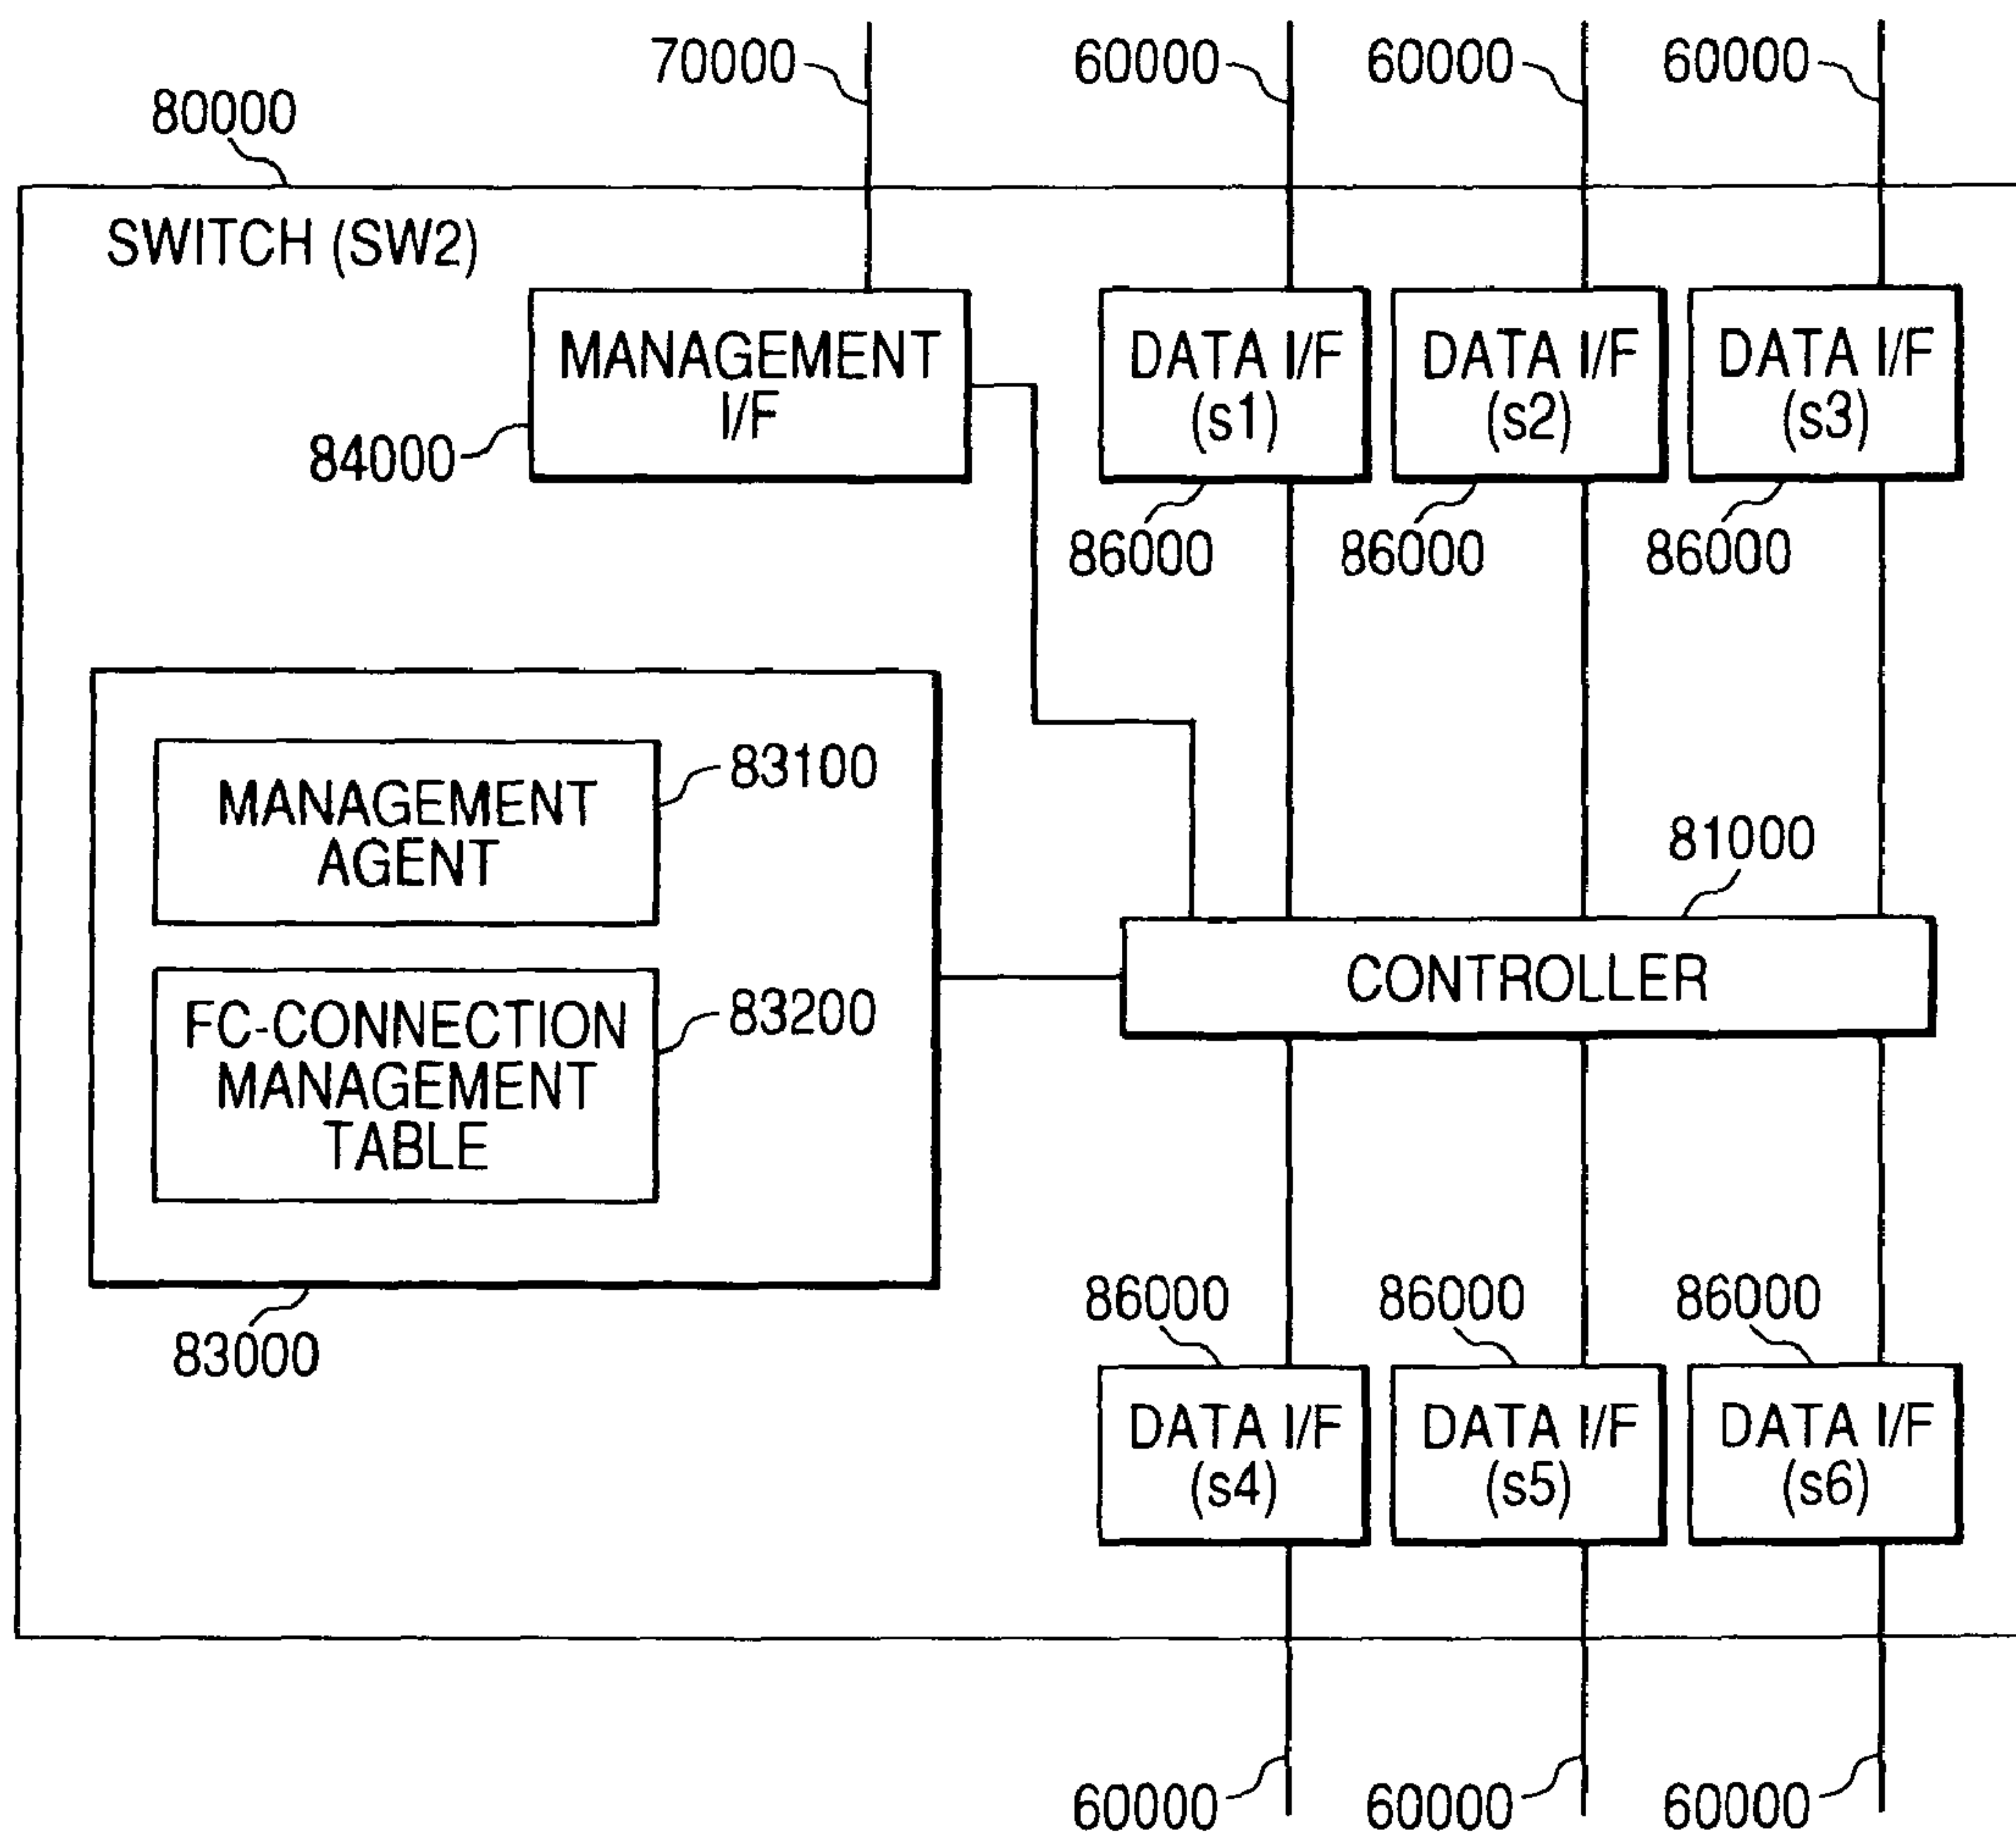 70000
60000
60000
60000
80000
SWITCH (SW2)
MANAGEMENT
I/F
84000
DATA I/F
(s1)
DATA I/F
(s2)
DATA I/F
(s3)
86000
86000
86000
MANAGEMENT
AGENT
83100
FC-CONNECTION
MANAGEMENT
TABLE
83200
83000
81000
CONTROLLER
86000
86000
86000
DATA I/F
(s4)
DATA I/F
(s5)
DATA I/F
(s6)
60000
60000
60000